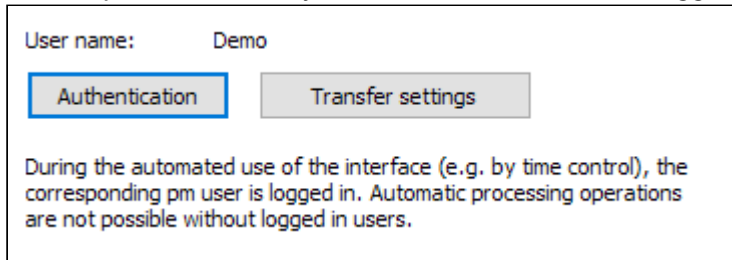 User name: Demo
Authentication Transfer settings
During the automated use of the interface (e.g. by time control), the
corresponding pm user is logged in. Automatic processing operations
are not possible without logged in users.